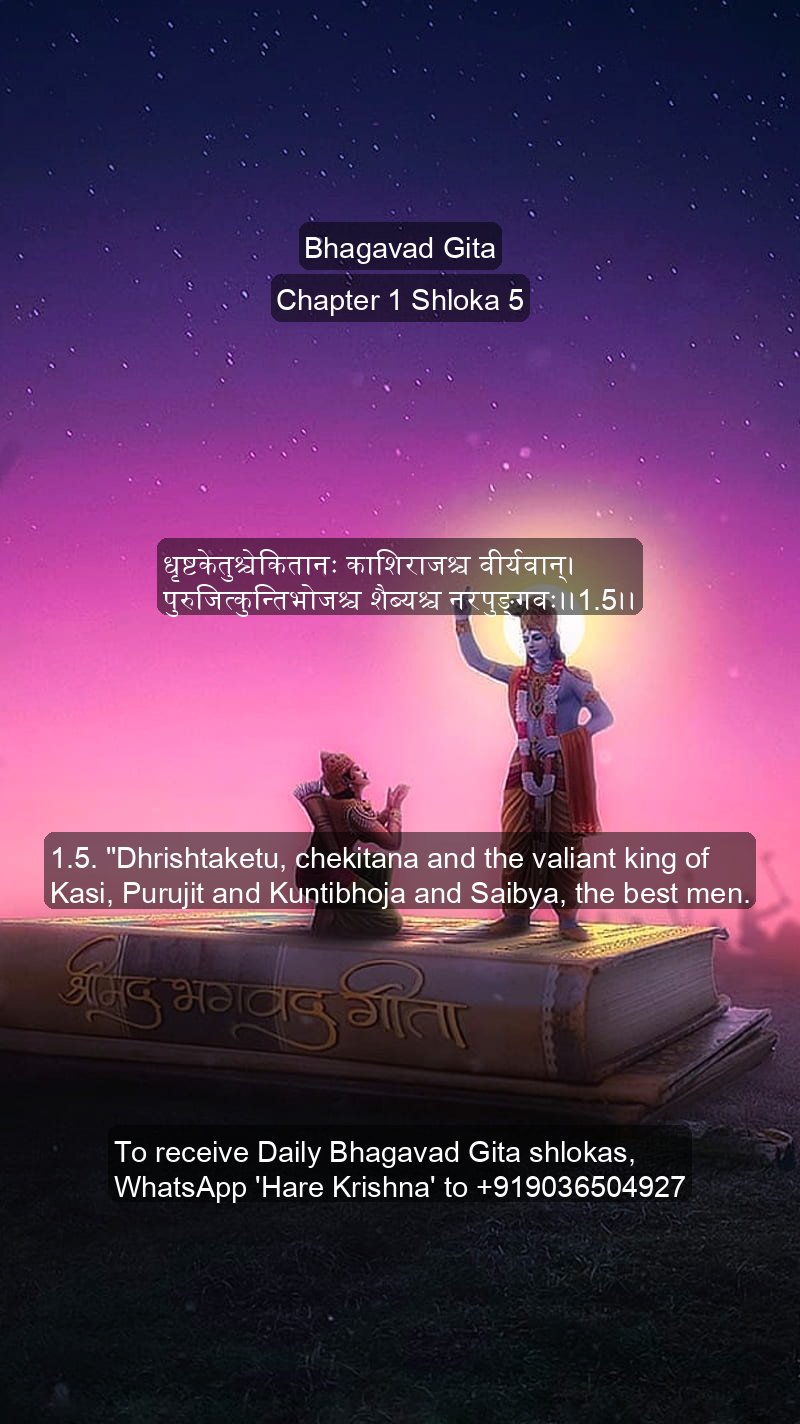 Bhagavad Gita
Chapter 1 Shloka 5
धृष्टकेतुश्चेकितानः काशिराजश्च वीर्यवान्।
पुरुजित्कुन्तिभोजश्च शैब्यश्च नरपुङ्गवः।।1.5।।
1.5. "Dhrishtaketu, chekitana and the valiant king of
Kasi, Purujit and Kuntibhoja and Saibya, the best men.
श्रीमद् भगवद् गीता
To receive Daily Bhagavad Gita shlokas,
WhatsApp 'Hare Krishna' to +919036504927